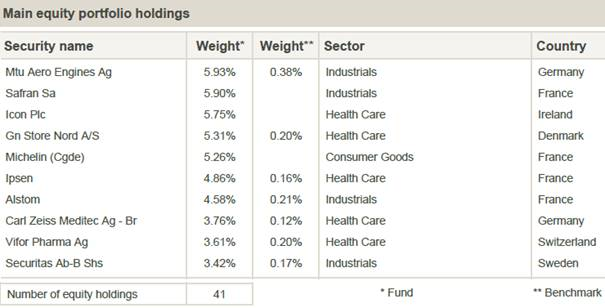 Main equity portfolio holdings
Security name Weight* Weight** Sector Country
Mtu Aero Engines Ag 5.93% 0.38% Industrials Germany
Safran Sa 5.90% Industrials France
Icon Plc 5.75% Health Care Ireland
Gn Store Nord A/S 5.31% 0.20% Health Care Denmark
Michelin (Cgde) 5.26% Consumer Goods France
Ipsen 4.86% 0.16% Health Care France
Alstom 4.58% 0.21% Industrials France
Carl Zeiss Meditec Ag - Br 3.76% 0.12% Health Care Germany
Vifor Pharma Ag 3.61% 0.20% Health Care Switzerland
Securitas Ab-B Shs 3.42% 0.17% Industrials Sweden
Number of equity holdings 41 * Fund ** Benchmark